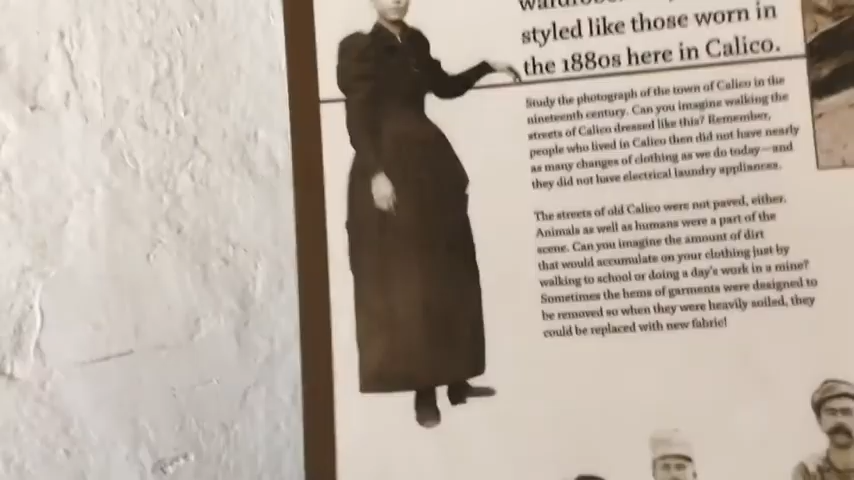 styled like those worn in
the 1880s here in Calico.
Study the photograph of the town of Calico in the
nineteenth century. Can you imagine walking the
streets of Calico dressed like this? Remember,
people who lived in Calico then did not have nearly
as many changes of clothing as we do today—and
they did not have electrical laundry appliances.
The streets of old Calico were not paved, either.
Animals as well as humans were a part of the
scene. Can you imagine the amount of dirt
that would accumulate on your clothing just by
walking to school or doing a day's work in a mine?
Sometimes the hems of garments were designed to
be removed so when they were heavily soiled, they
could be replaced with new fabric!